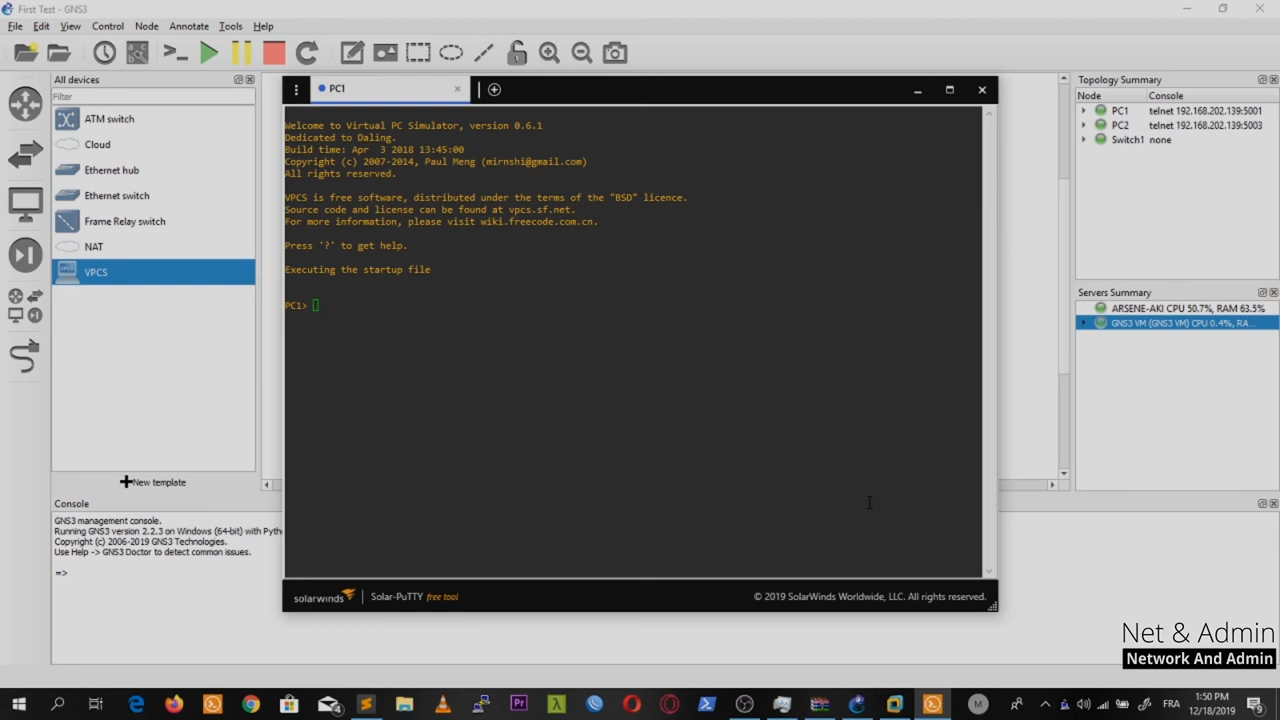 First Test - GNS3
File Edit View Control Node Annotate Tools Help
All devices
Filter
ATM switch
Cloud
Ethernet hub
Ethernet switch
Frame Relay switch
NAT
VPCS
New template
PC1
Welcome to Virtual PC Simulator, version 0.6.1
Dedicated to Daling.
Build time: Apr  3 2018 13:45:00
Copyright (c) 2007-2014, Paul Meng (mirnshi@gmail.com)
All rights reserved.
VPCS is free software, distributed under the terms of the "BSD" licence.
Source code and license can be found at vpcs.sf.net.
For more information, please visit wiki.freecode.com.cn.
Press '?' to get help.
Executing the startup file
PC1>
solarwinds Solar-PuTTY free tool
© 2019 SolarWinds Worldwide, LLC. All rights reserved.
Topology Summary
Node Console
PC1 telnet 192.168.202.139:5001
PC2 telnet 192.168.202.139:5003
Switch1 none
Servers Summary
ARSENE-AKI CPU 50.7%, RAM 63.5%
GNS3 VM (GNS3 VM) CPU 0.4%, RA...
Console
GNS3 management console.
Running GNS3 version 2.2.3 on Windows (64-bit) with Pyth
Copyright (c) 2006-2019 GNS3 Technologies.
Use Help -> GNS3 Doctor to detect common issues.
=>
Net & Admin
Network And Admin
FRA
1:50 PM
12/18/2019